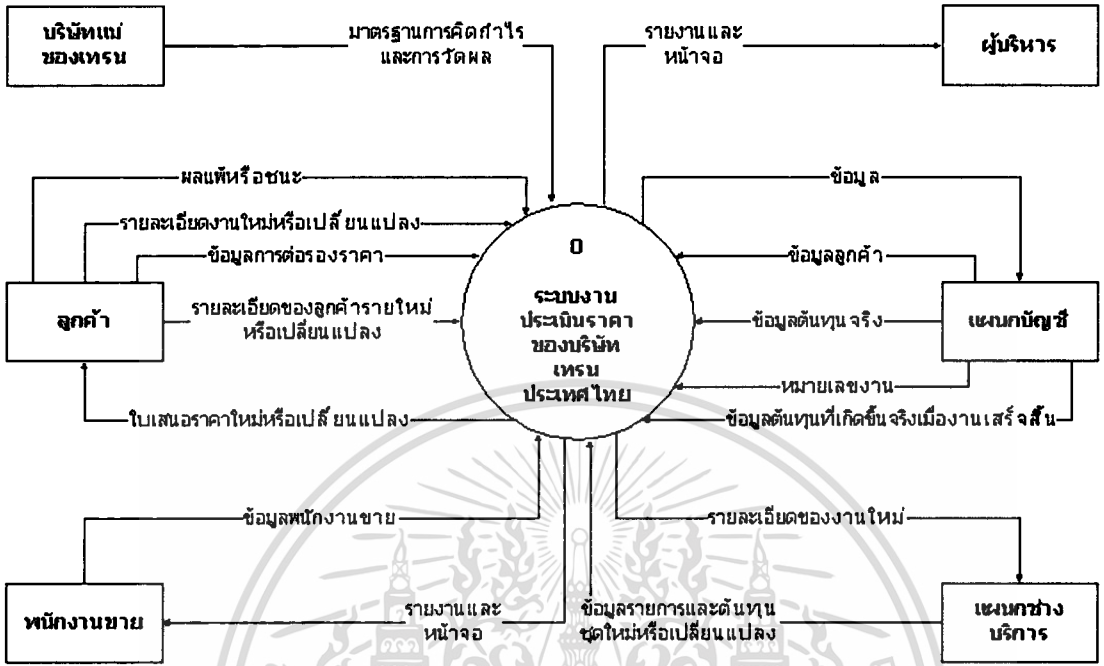 บริษัทแม่
ของเทรน
มาตรฐานการคิดกำไร
และการวัดผล
รายงานและ
หน้าจอ
ผู้บริหาร
ผลแพ้หรือชนะ
ข้อมูล
รายละเอียดงานใหม่หรือเปลี่ยนแปลง
ข้อมูลการต่อรองราคา
ข้อมูลลูกค้า
ลูกค้า
รายละเอียดของลูกค้ารายใหม่
หรือเปลี่ยนแปลง
0
ระบบงาน
ประเมินราคา
ของบริษัท
เทรน
ประเทศไทย
ข้อมูลต้นทุนจริง
แผนกบัญชี
หมายเลขงาน
ใบเสนอราคาใหม่หรือเปลี่ยนแปลง
ข้อมูลต้นทุนที่เกิดขึ้นจริงเมื่องานเสร็จสิ้น
ข้อมูลพนักงานขาย
รายละเอียดของงานใหม่
พนักงานขาย
รายงานและ
หน้าจอ
ข้อมูลรายการและต้นทุน
ชุดใหม่หรือเปลี่ยนแปลง
แผนกช่าง
บริการ